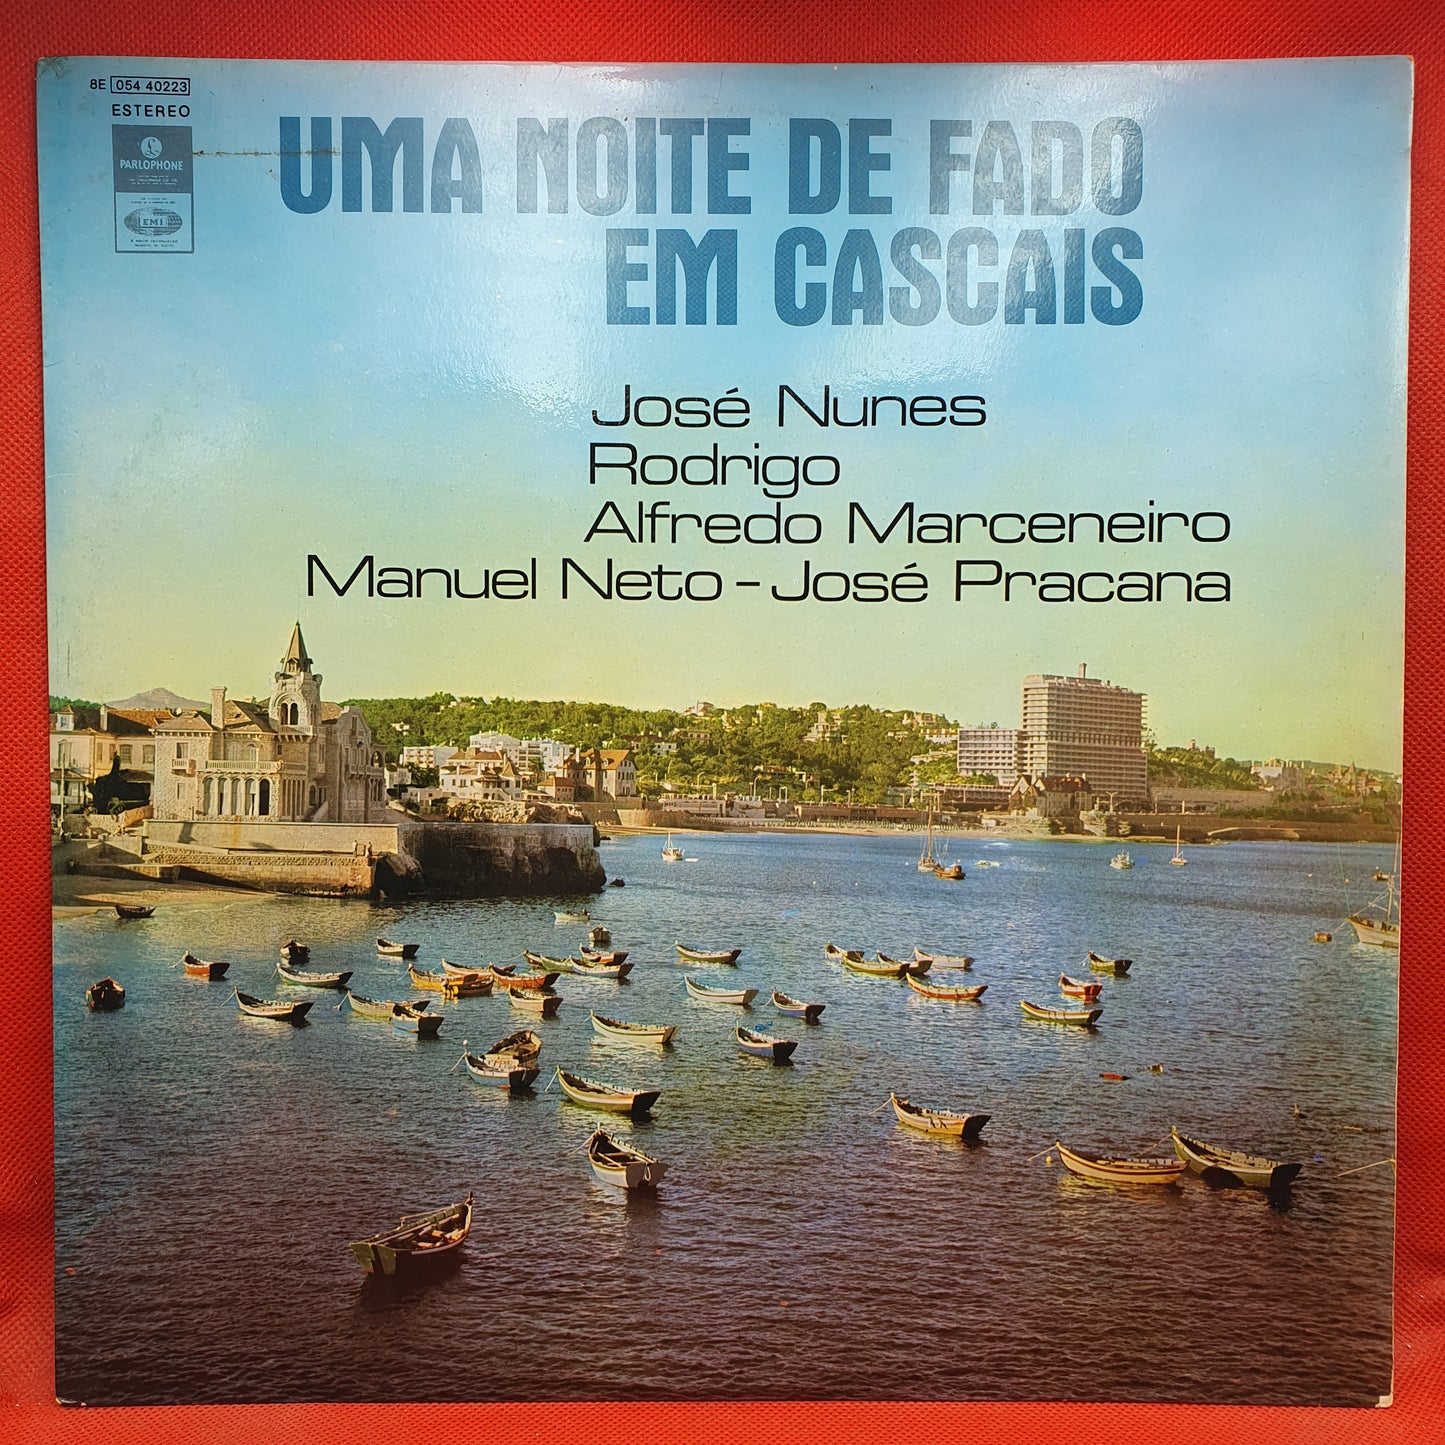 8E 054 40223
ESTEREO
PARLOPHONE
EMI
UMA NOITE DE FADO
EM CASCAIS
José Nunes
Rodrigo
Alfredo Marceneiro
Manuel Neto - José Pracana